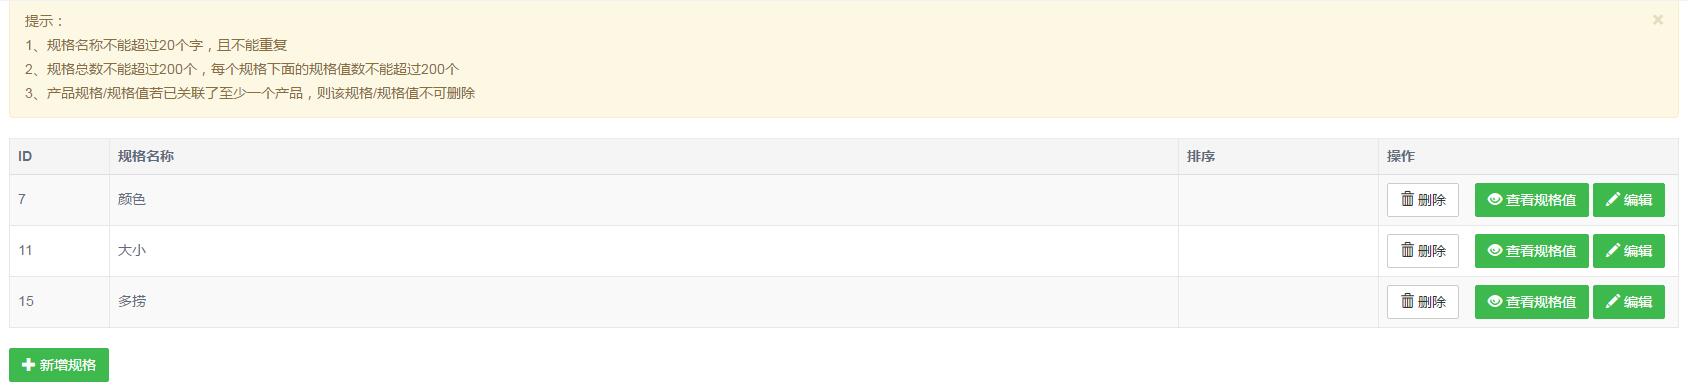 提示：
1、规格名称不能超过20个字，且不能重复
2、规格总数不能超过200个，每个规格下面的规格值数不能超过200个
3、产品规格/规格值若已关联了至少一个产品，则该规格/规格值不可删除
ID 规格名称 排序 操作
7 颜色 删除 查看规格值 编辑
11 大小 删除 查看规格值 编辑
15 多捞 删除 查看规格值 编辑
新增规格